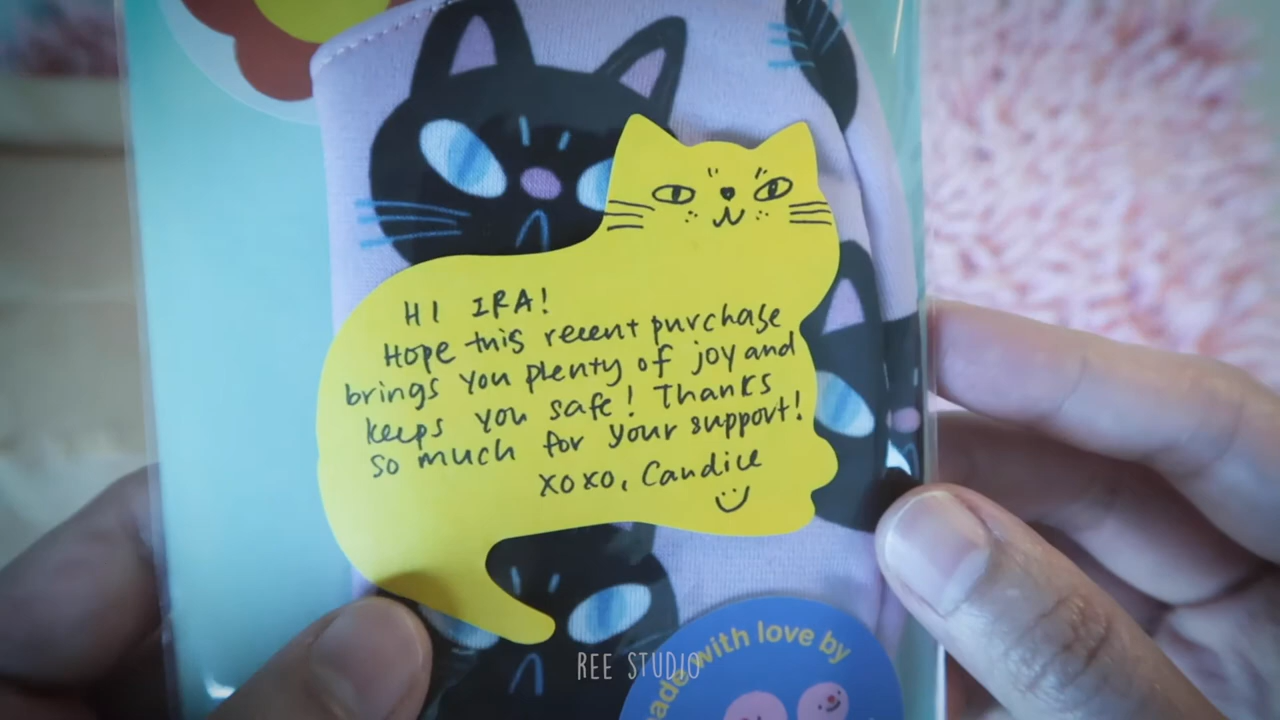 HI IRA!
Hope this recent purchase
brings you plenty of joy and
keeps you safe! Thanks
so much for your support!
xoxo, Candice
made with love by
REE STUDIO